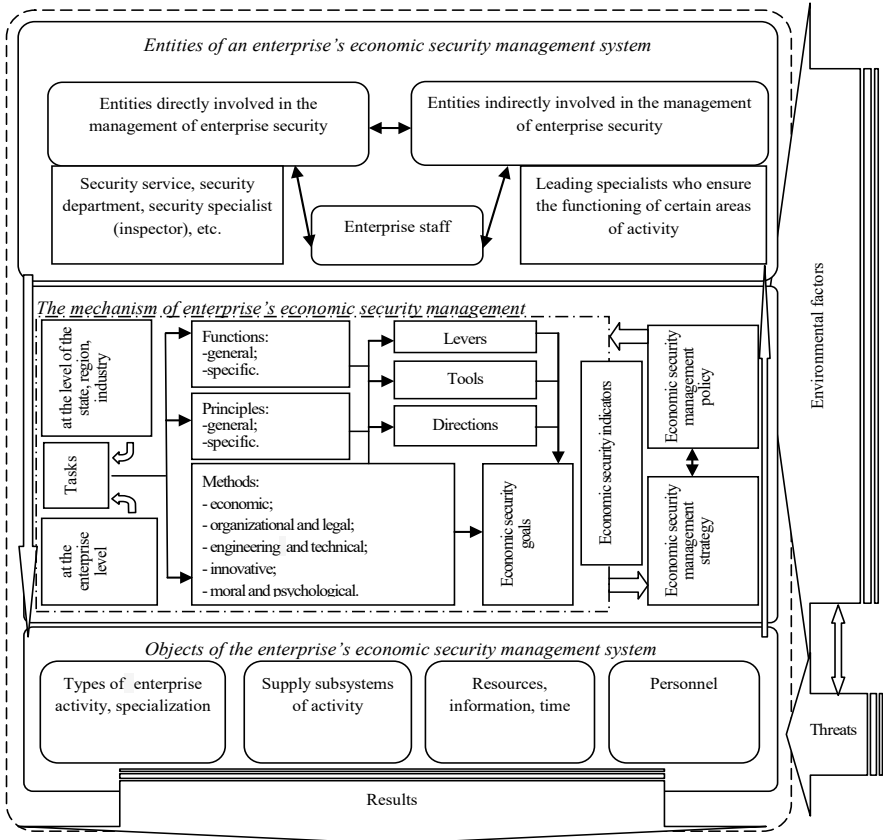 Entities of an enterprise's economic security management system
Entities directly involved in the
management of enterprise security
Entities indirectly involved in the management
of enterprise security
Security service, security
department, security specialist
(inspector), etc.
Enterprise staff
Leading specialists who ensure
the functioning of certain areas
of activity
The mechanism of enterprise's economic security management
at the level of the
state, region,
industry
Tasks
at the
enterprise
level
Functions:
-general;
-specific.
Principles:
-general;
-specific.
Methods:
- economic;
- organizational and legal;
- engineering and technical;
- innovative;
- moral and psychological.
Levers
Tools
Directions
Economic security
goals
Economic security indicators
Economic security
management
policy
Economic security
management
strategy
Objects of the enterprise's economic security management system
Types of enterprise
activity, specialization
Supply subsystems
of activity
Resources,
information, time
Personnel
Results
Environmental factors
Threats